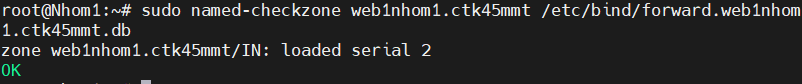 root@Nhom1:~# sudo named-checkzone web1nhom1.ctk45mmt /etc/bind/forward.web1nhom
1.ctk45mmt.db
zone web1nhom1.ctk45mmt/IN: loaded serial 2
OK